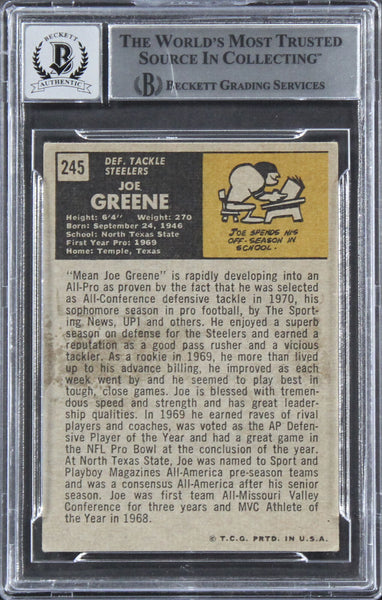 BECKETT
AUTHENTIC
THE WORLD'S MOST TRUSTED
SOURCE IN COLLECTING™
BECKETT GRADING SERVICES
245
DEF. TACKLE
STEELERS
JOE
GREENE
Height: 6'4" Weight: 270
Born: September 24, 1946
School: North Texas State
First Year Pro: 1969
Home: Temple, Texas
JOE SPENDS HIS
OFF-SEASON IN
SCHOOL.
"Mean Joe Greene" is rapidly developing into an
All-Pro as proven by the fact that he was selected
as All-Conference defensive tackle in 1970, his
sophomore season in pro football, by The Sport-
ing News, UPI and others. He enjoyed a superb
season on defense for the Steelers and earned a
reputation as a good pass rusher and a vicious
tackler. As a rookie in 1969, he more than lived
up to his advance billing, he improved as each
week went by and he seemed to play best in
tough, close games. Joe is blessed with tremen-
dous speed and strength and has great leader-
ship qualities. In 1969 he earned raves of rival
players and coaches, was voted as the AP Defen-
sive Player of the Year and had a great game in
the NFL Pro Bowl at the conclusion of the year.
At North Texas State, Joe was named to Sport and
Playboy Magazines All-America pre-season teams
and was a consensus All-America after his senior
season. Joe was first team All-Missouri Valley
Conference for three years and MVC Athlete of
the Year in 1968.
© T.C.G. PRTD. IN U.S.A.